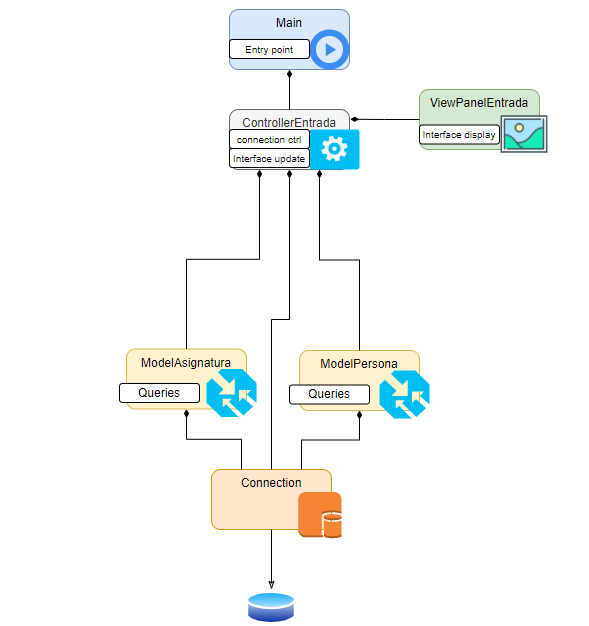 Main
Entry point
ViewPanelEntrada
Interface display
ControllerEntrada
connection ctrl
Interface update
ModelAsignatura
Queries
ModelPersona
Queries
Connection